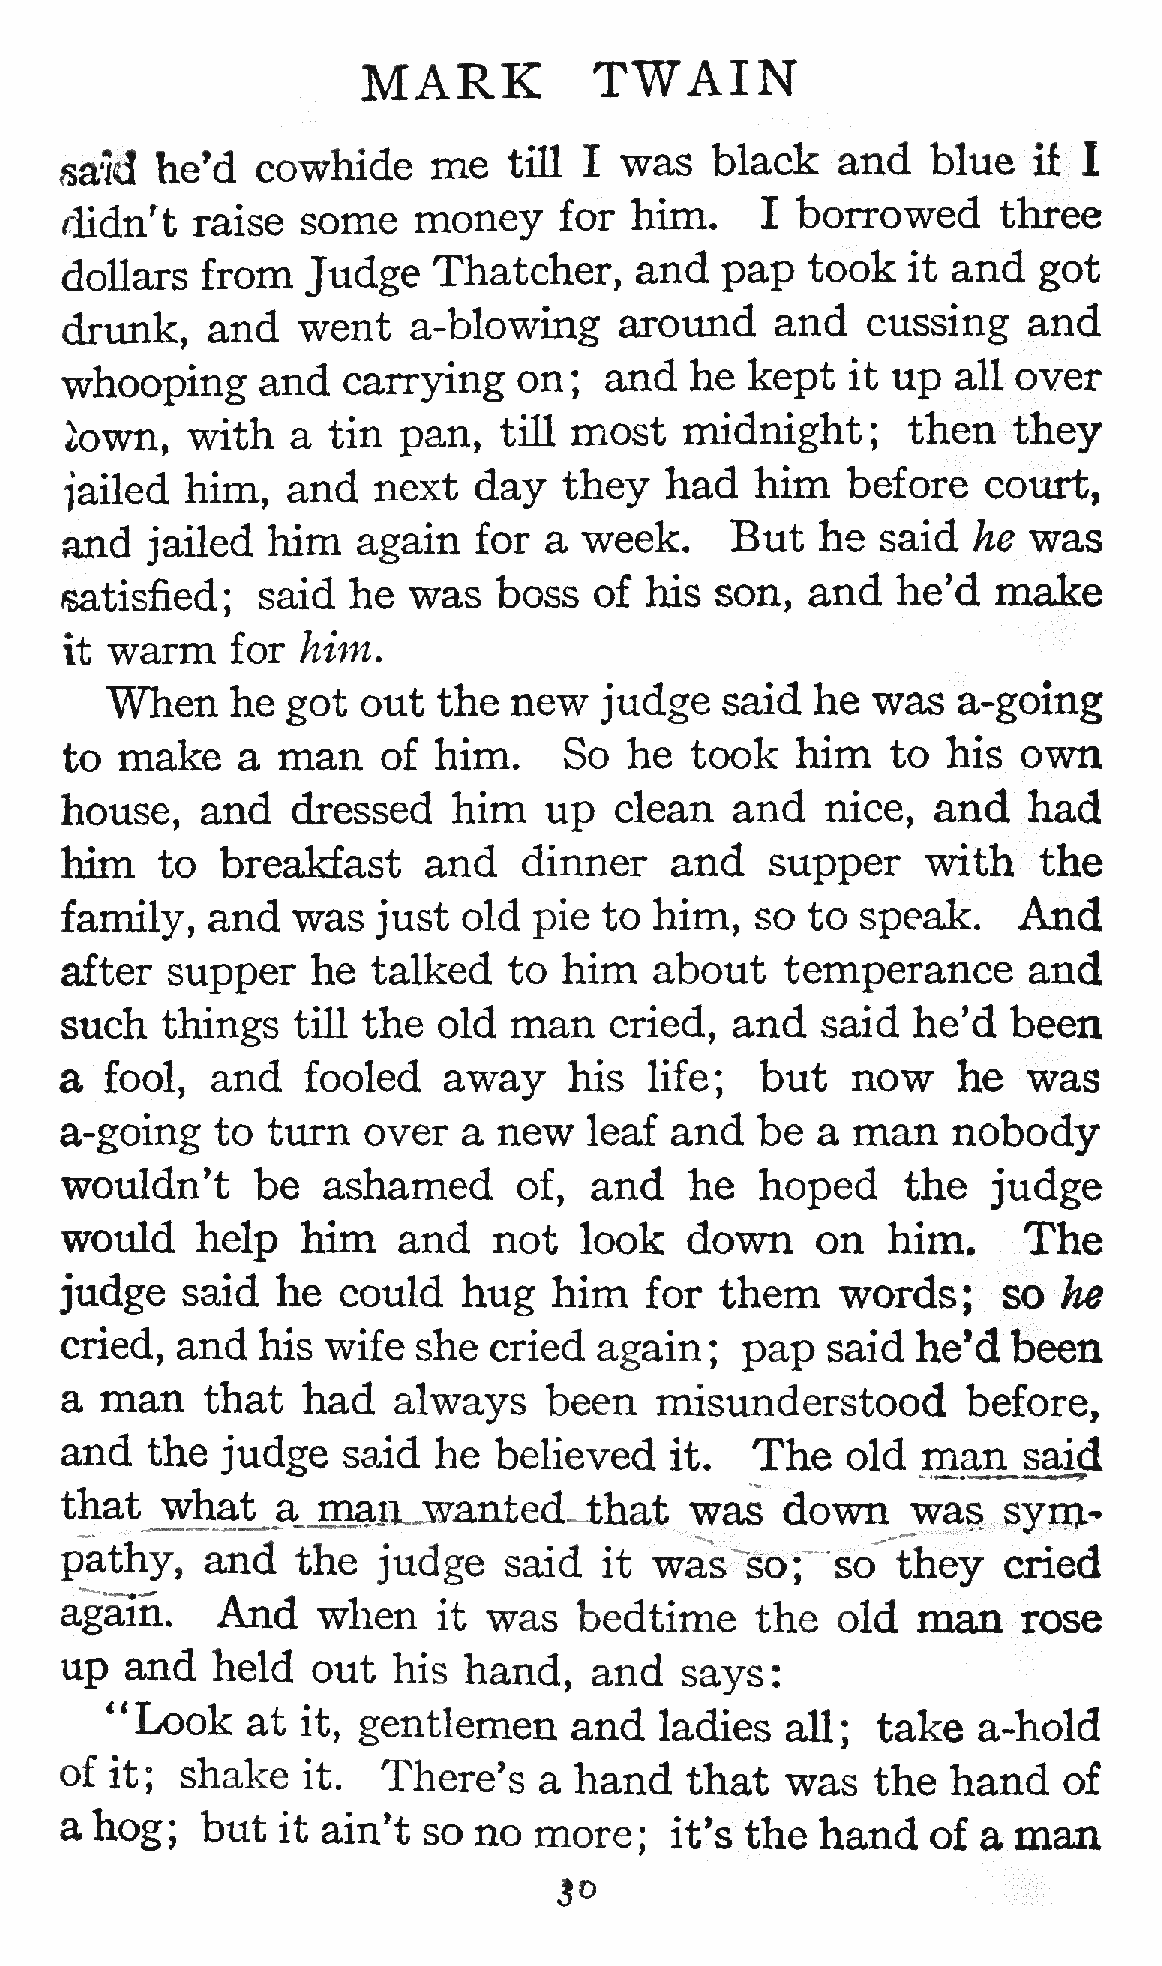 MARK TWAIN
said he'd cowhide me till I was black and blue if I
didn't raise some money for him. I borrowed three
dollars from Judge Thatcher, and pap took it and got
drunk, and went a-blowing around and cussing and
whooping and carrying on; and he kept it up all over
town, with a tin pan, till most midnight; then they
jailed him, and next day they had him before court,
and jailed him again for a week. But he said he was
satisfied; said he was boss of his son, and he'd make
it warm for him.
When he got out the new judge said he was a-going
to make a man of him. So he took him to his own
house, and dressed him up clean and nice, and had
him to breakfast and dinner and supper with the
family, and was just old pie to him, so to speak. And
after supper he talked to him about temperance and
such things till the old man cried, and said he'd been
a fool, and fooled away his life; but now he was
a-going to turn over a new leaf and be a man nobody
wouldn't be ashamed of, and he hoped the judge
would help him and not look down on him. The
judge said he could hug him for them words; so he
cried, and his wife she cried again; pap said he'd been
a man that had always been misunderstood before,
and the judge said he believed it. The old man said
that what a man wanted that was down was sym-
pathy, and the judge said it was so; so they cried
again. And when it was bedtime the old man rose
up and held out his hand, and says:
"Look at it, gentlemen and ladies all; take a-hold
of it; shake it. There's a hand that was the hand of
a hog; but it ain't so no more; it's the hand of a man
30